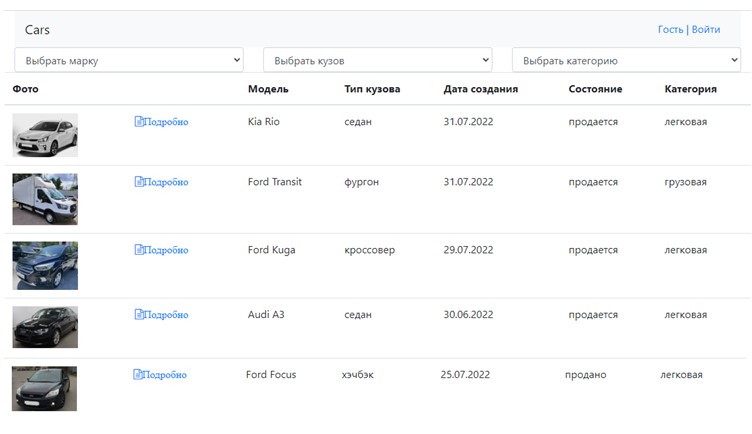 Cars Гость | Войти
Выбрать марку Выбрать кузов Выбрать категорию
Фото Модель Тип кузова Дата создания Состояние Категория
Подробно Kia Rio седан 31.07.2022 продается легковая
Подробно Ford Transit фургон 31.07.2022 продается грузовая
Подробно Ford Kuga кроссовер 29.07.2022 продается легковая
Подробно Audi A3 седан 30.06.2022 продается легковая
Подробно Ford Focus хэчбэк 25.07.2022 продано легковая